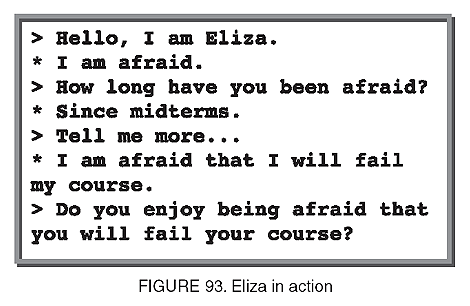 > Hello, I am Eliza.
* I am afraid.
> How long have you been afraid?
* Since midterms.
> Tell me more...
* I am afraid that I will fail
my course.
> Do you enjoy being afraid that
you will fail your course?
FIGURE 93. Eliza in action